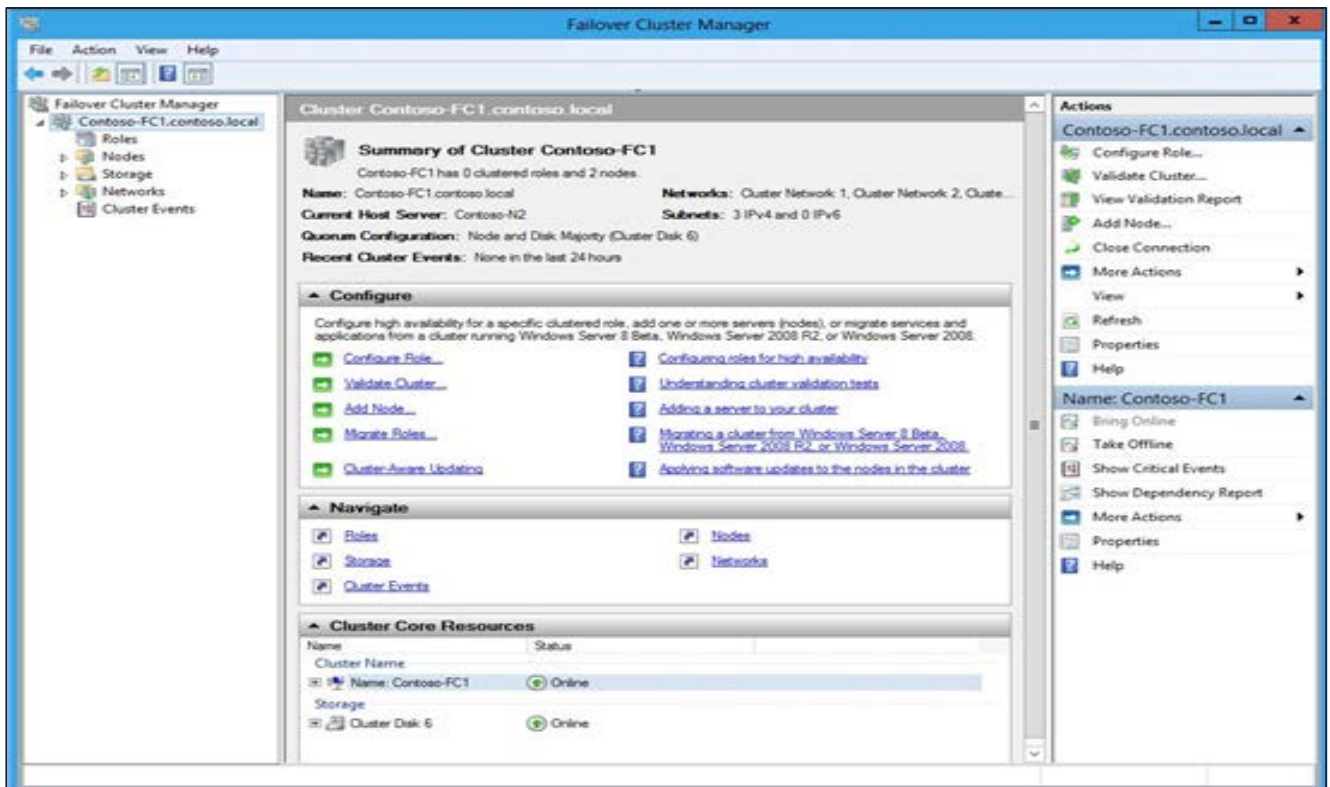 Failover Cluster Manager
File Action View Help
Failover Cluster Manager
Contoso-FC1.contoso.local
Roles
Nodes
Storage
Networks
Cluster Events
Cluster Contoso-FC1.contoso.local
Summary of Cluster Contoso-FC1
Contoso-FC1 has 0 clustered roles and 2 nodes.
Name: Contoso-FC1.contoso.local
Networks: Cluster Network 1, Cluster Network 2, Cluste...
Current Host Server: Contoso-N2
Subnets: 3 IPv4 and 0 IPv6
Quorum Configuration: Node and Disk Majority (Cluster Disk 6)
Recent Cluster Events: None in the last 24 hours
Configure
Configure high availability for a specific clustered role, add one or more servers (nodes), or migrate services and
applications from a cluster running Windows Server 8 Beta, Windows Server 2008 R2, or Windows Server 2008.
Configure Role...
Configuring roles for high availability
Validate Cluster...
Understanding cluster validation tests
Add Node...
Adding a server to your cluster
Migrate Roles...
Migrating a cluster from Windows Server 8 Beta,
Windows Server 2008 R2, or Windows Server 2008.
Cluster-Aware Updating
Applying software updates to the nodes in the cluster
Navigate
Roles
Nodes
Storage
Networks
Cluster Events
Cluster Core Resources
Name Status
Cluster Name
Name: Contoso-FC1 Online
Storage
Cluster Disk 6 Online
Actions
Contoso-FC1.contoso.local
Configure Role...
Validate Cluster...
View Validation Report
Add Node...
Close Connection
More Actions
View
Refresh
Properties
Help
Name: Contoso-FC1
Bring Online
Take Offline
Show Critical Events
Show Dependency Report
More Actions
Properties
Help